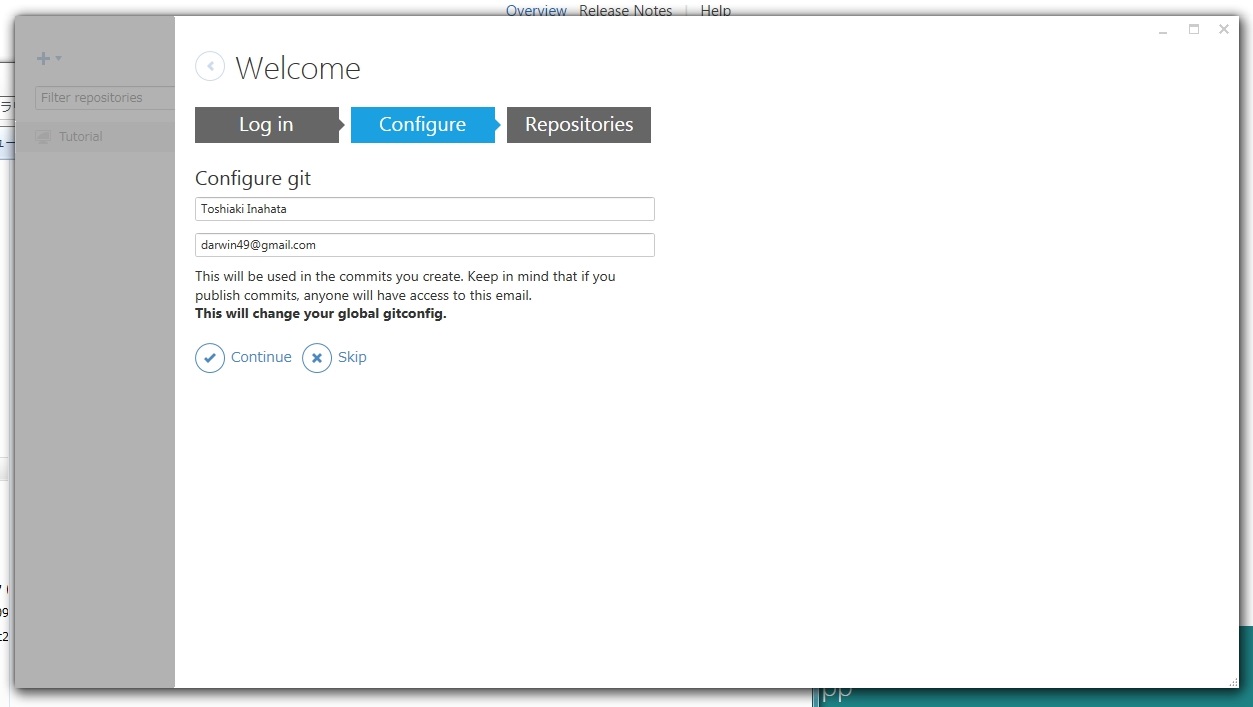 Overview Release Notes | Help
Welcome
Filter repositories
Tutorial
Log in
Configure
Repositories
Configure git
Toshiaki Inahata
darwin49@gmail.com
This will be used in the commits you create. Keep in mind that if you
publish commits, anyone will have access to this email.
This will change your global gitconfig.
Continue
Skip
pp